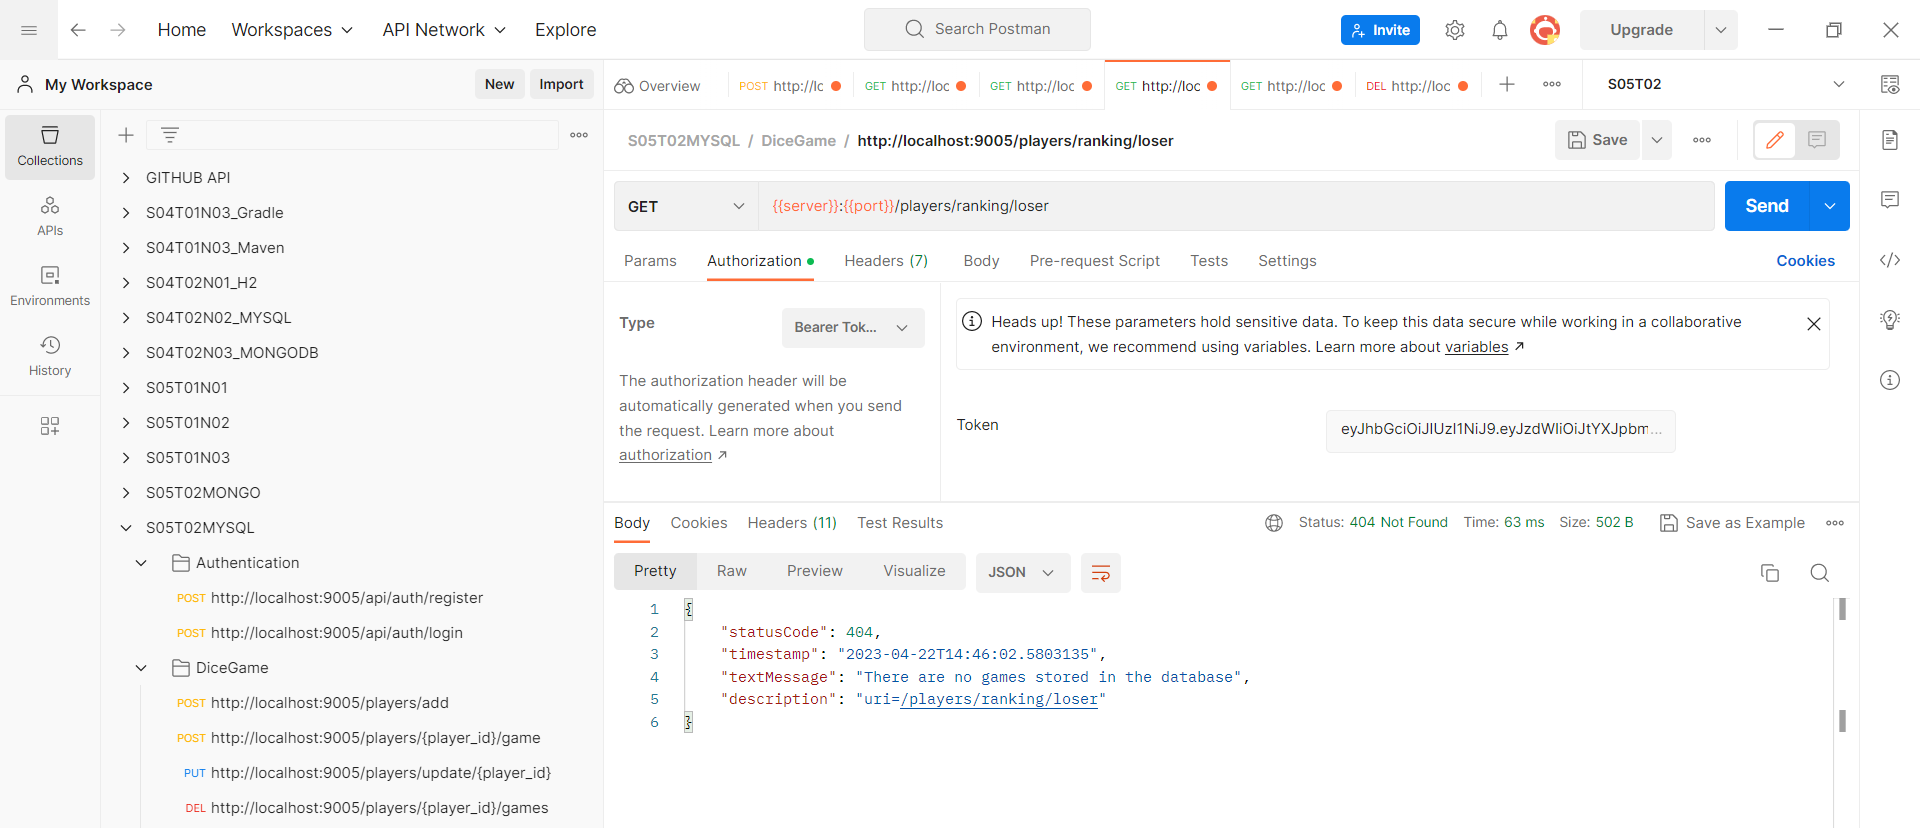 Home Workspaces API Network Explore Search Postman Invite Upgrade
My Workspace New Import
Overview POST http://lc GET http://loc GET http://loc GET http://loc GET http://loc DEL http://loc S05T02
Collections
APIs
Environments
History
GITHUB API
S04T01N03_Gradle
S04T01N03_Maven
S04T02N01_H2
S04T02N02_MYSQL
S04T02N03_MONGODB
S05T01N01
S05T01N02
S05T01N03
S05T02MONGO
S05T02MYSQL
Authentication
POST http://localhost:9005/api/auth/register
POST http://localhost:9005/api/auth/login
DiceGame
POST http://localhost:9005/players/add
POST http://localhost:9005/players/{player_id}/game
PUT http://localhost:9005/players/update/{player_id}
DEL http://localhost:9005/players/{player_id}/games
S05T02MYSQL / DiceGame / http://localhost:9005/players/ranking/loser Save
GET {{server}}:{{port}}/players/ranking/loser Send
Params Authorization Headers (7) Body Pre-request Script Tests Settings Cookies
Type Bearer Tok...
The authorization header will be
automatically generated when you send
the request. Learn more about
authorization ↗
Heads up! These parameters hold sensitive data. To keep this data secure while working in a collaborative
environment, we recommend using variables. Learn more about variables ↗
Token eyJhbGciOiJIUzI1NiJ9.eyJzdWIiOiJtYXJpbm...
Body Cookies Headers (11) Test Results Status: 404 Not Found Time: 63 ms Size: 502 B Save as Example
Pretty Raw Preview Visualize JSON
1 {
2 "statusCode": 404,
3 "timestamp": "2023-04-22T14:46:02.5803135",
4 "textMessage": "There are no games stored in the database",
5 "description": "uri=/players/ranking/loser"
6 }